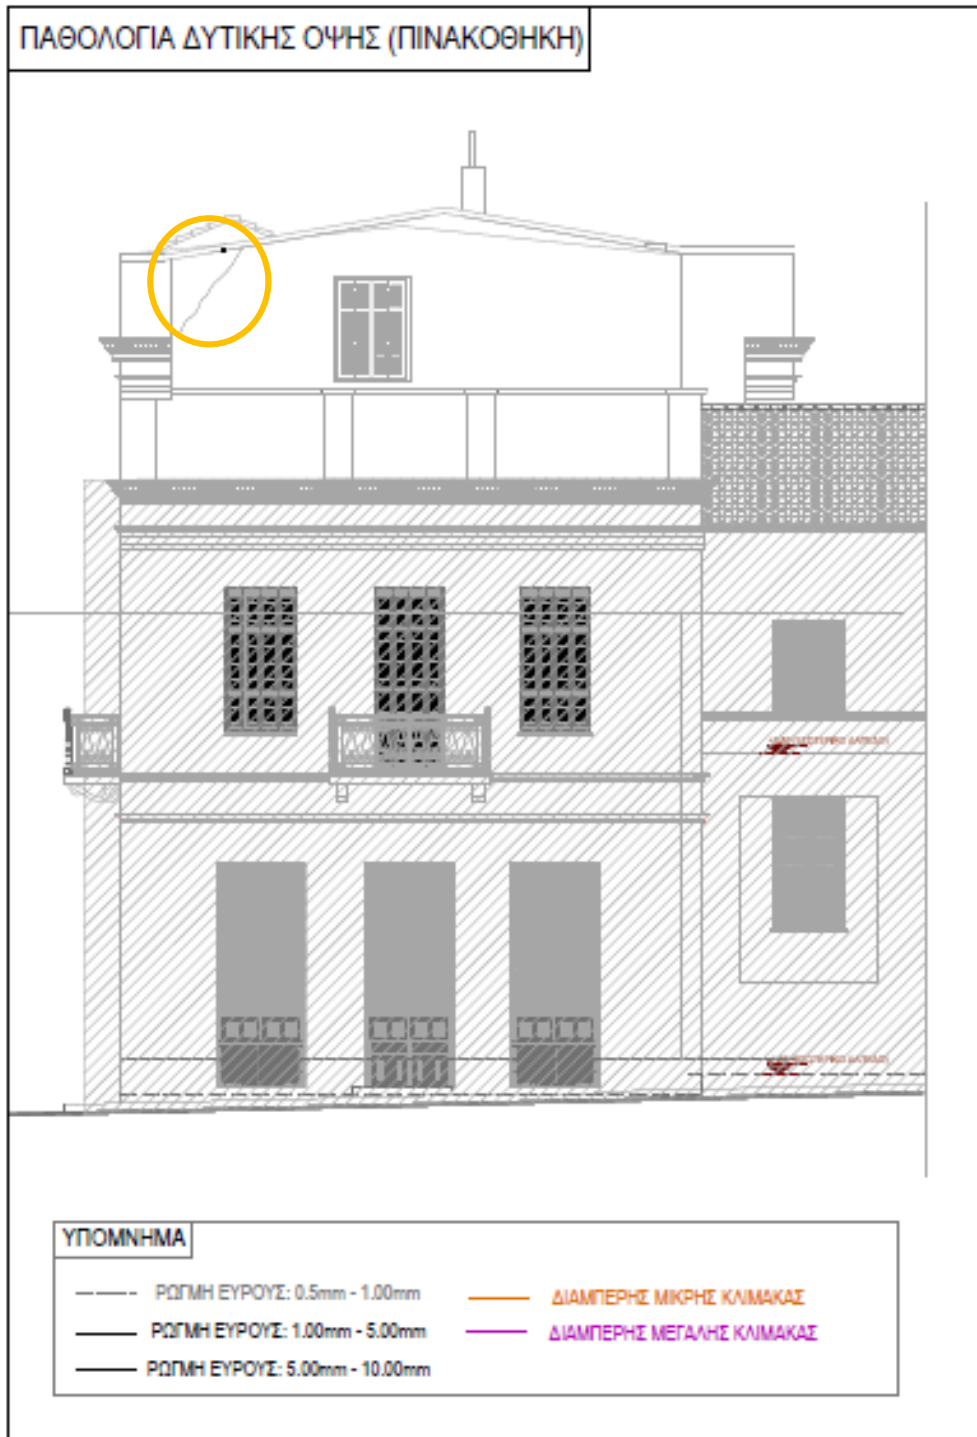 ΠΑΘΟΛΟΓΙΑ ΔΥΤΙΚΗΣ ΟΨΗΣ (ΠΙΝΑΚΟΘΗΚΗ)
ΥΠΟΜΝΗΜΑ
ΡΩΓΜΗ ΕΥΡΟΥΣ: 0.5mm - 1.00mm
ΡΩΓΜΗ ΕΥΡΟΥΣ: 1.00mm - 5.00mm
ΡΩΓΜΗ ΕΥΡΟΥΣ: 5.00mm - 10.00mm
ΔΙΑΜΠΕΡΗΣ ΜΙΚΡΗΣ ΚΛΙΜΑΚΑΣ
ΔΙΑΜΠΕΡΗΣ ΜΕΓΑΛΗΣ ΚΛΙΜΑΚΑΣ